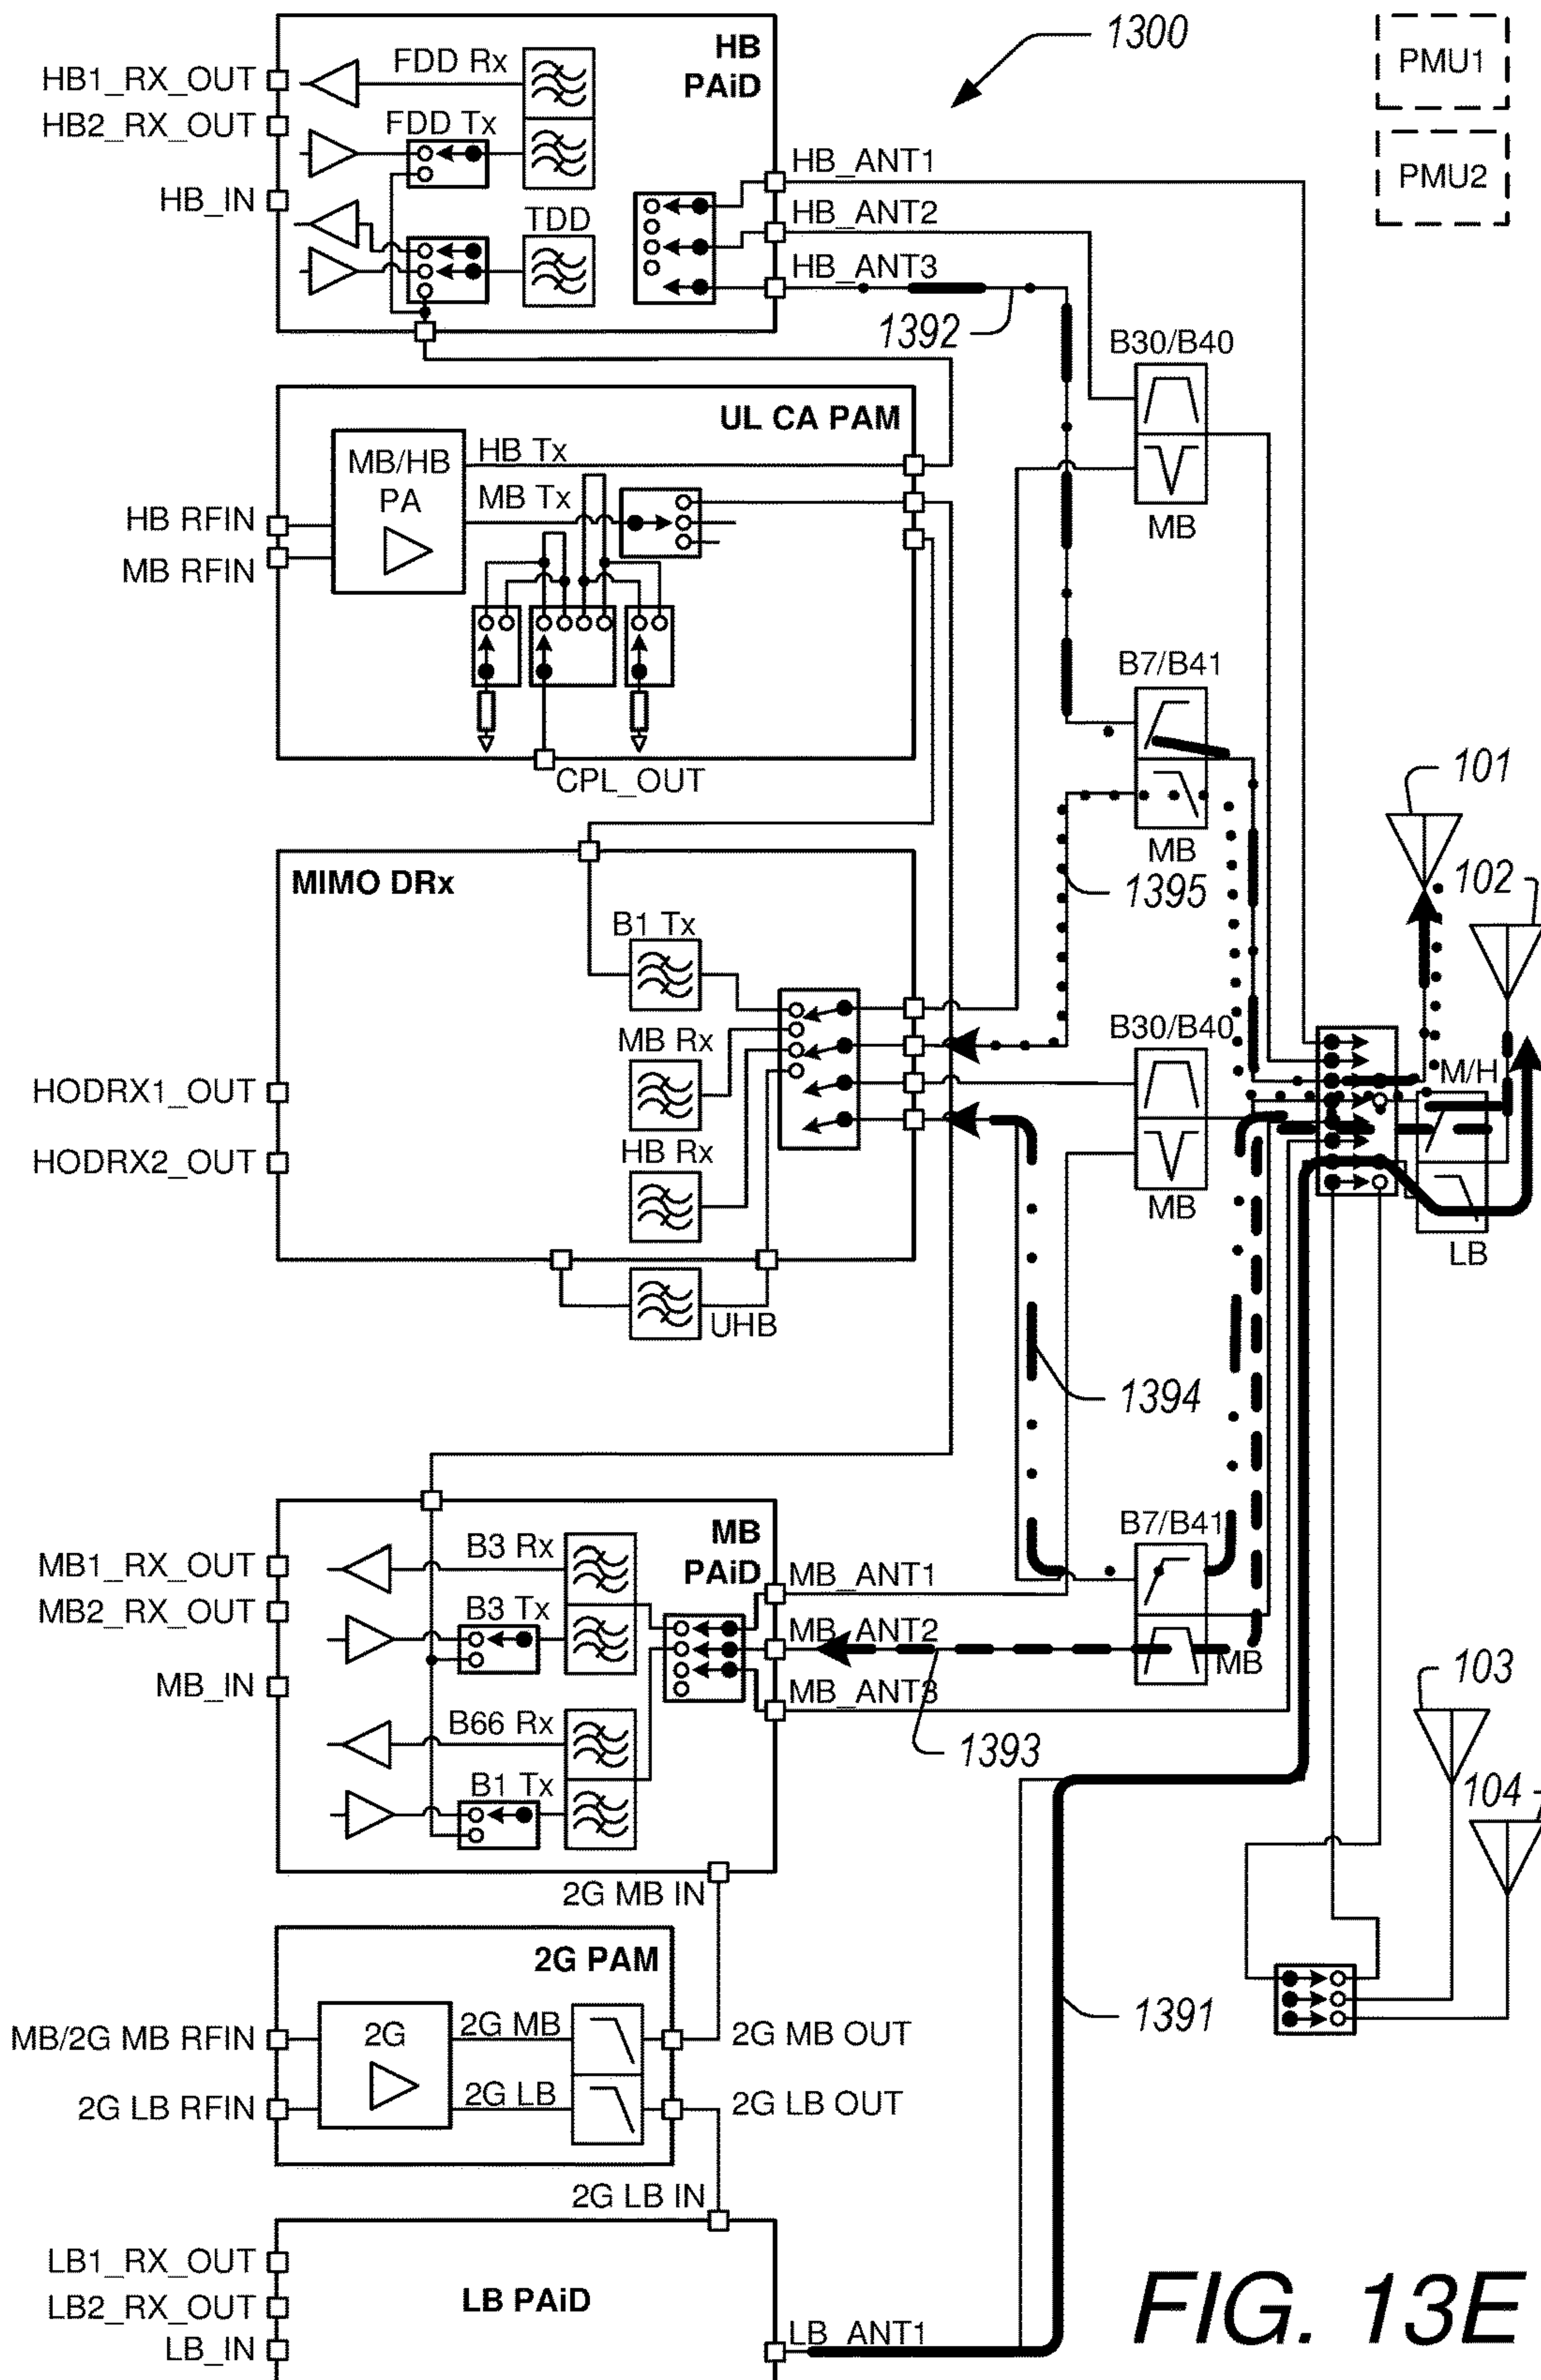 1300
PMU1
PMU2
HB
PAiD
HB1_RX_OUT
HB2_RX_OUT
HB_IN
FDD Rx
FDD Tx
TDD
HB_ANT1
HB_ANT2
HB_ANT3
1392
B30/B40
MB
UL CA PAM
MB/HB
PA
HB Tx
MB Tx
HB RFIN
MB RFIN
CPL_OUT
B7/B41
MB
1395
101
102
MIMO DRx
B1 Tx
MB Rx
HB Rx
UHB
HODRX1_OUT
HODRX2_OUT
B30/B40
MB
M/H
LB
1394
MB
PAiD
MB1_RX_OUT
MB2_RX_OUT
MB_IN
B3 Rx
B3 Tx
B66 Rx
B1 Tx
MB_ANT1
MB_ANT2
MB_ANT3
B7/B41
MB
1393
103
104
2G MB IN
2G PAM
MB/2G MB RFIN
2G LB RFIN
2G
2G MB
2G LB
2G MB OUT
2G LB OUT
1391
2G LB IN
LB1_RX_OUT
LB2_RX_OUT
LB_IN
LB PAiD
LB_ANT1
FIG. 13E